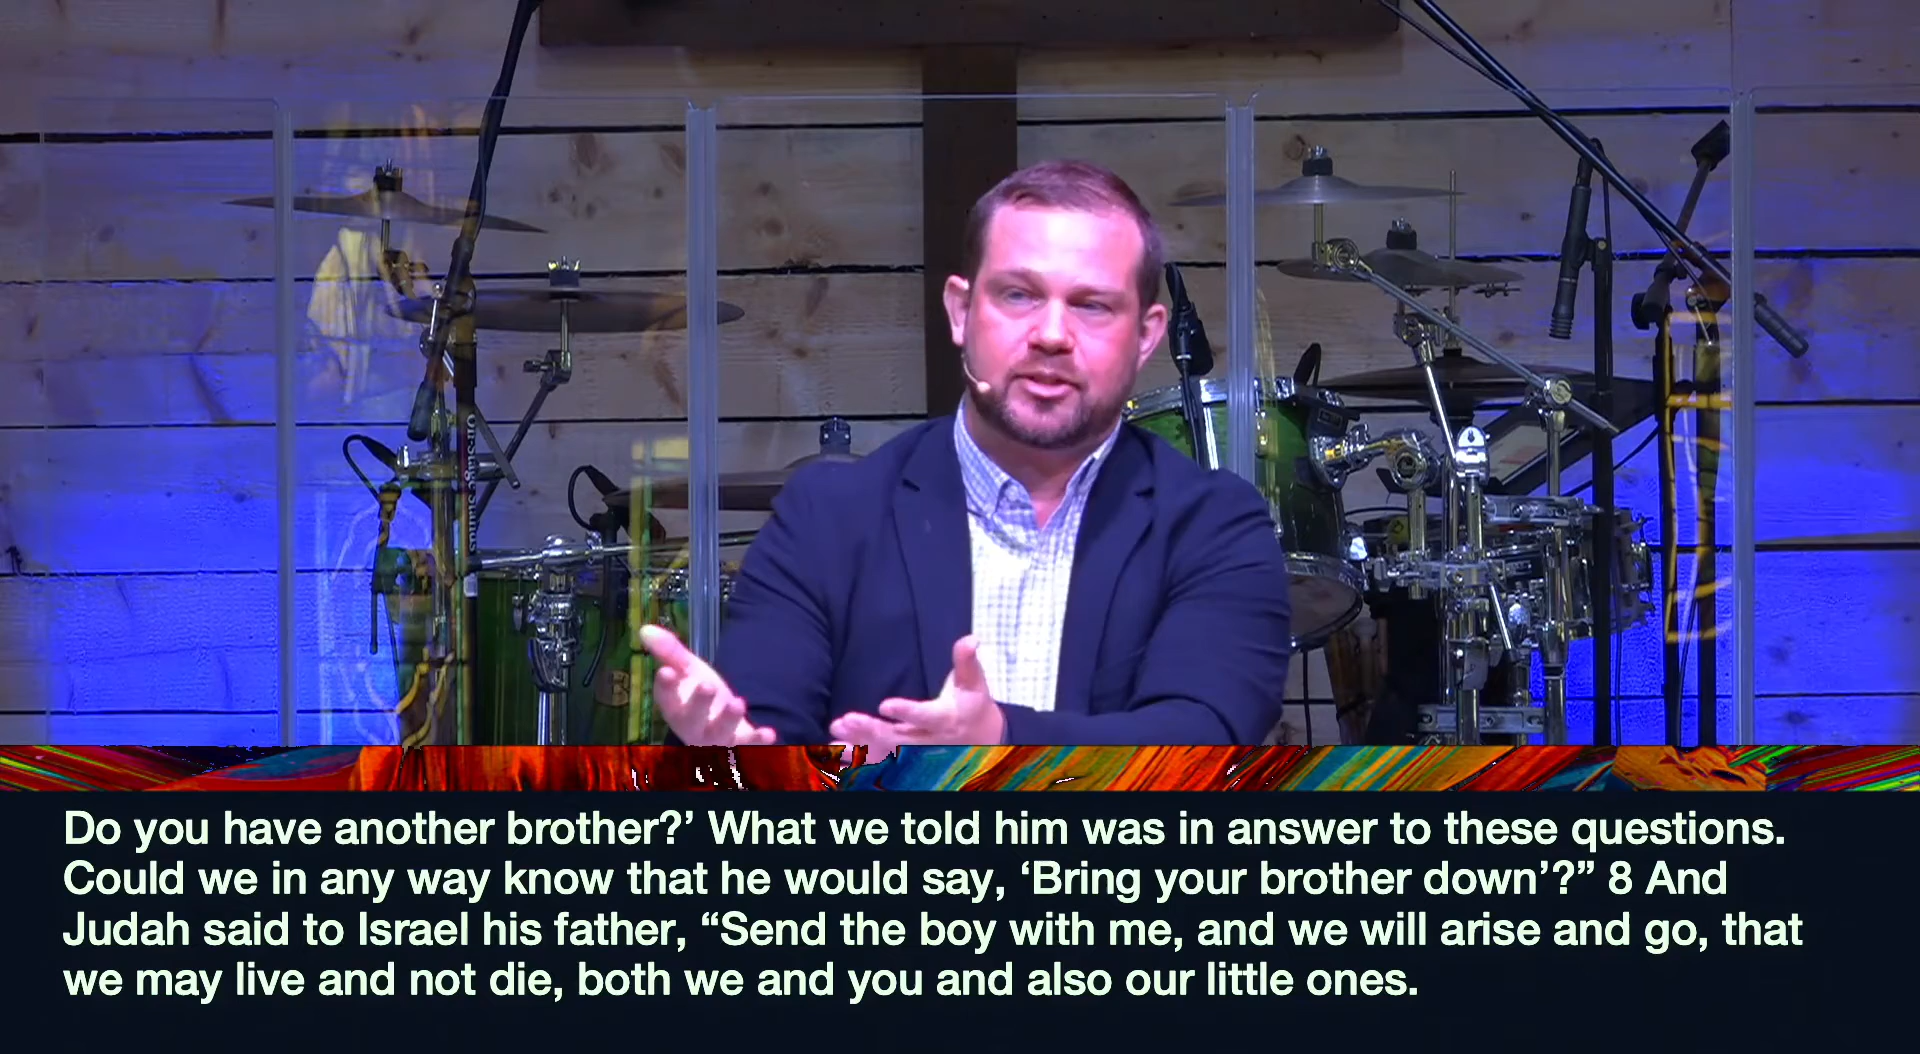 Do you have another brother?’ What we told him was in answer to these questions.
Could we in any way know that he would say, ‘Bring your brother down’?” 8 And
Judah said to Israel his father, “Send the boy with me, and we will arise and go, that
we may live and not die, both we and you and also our little ones.
On-Stage Stands